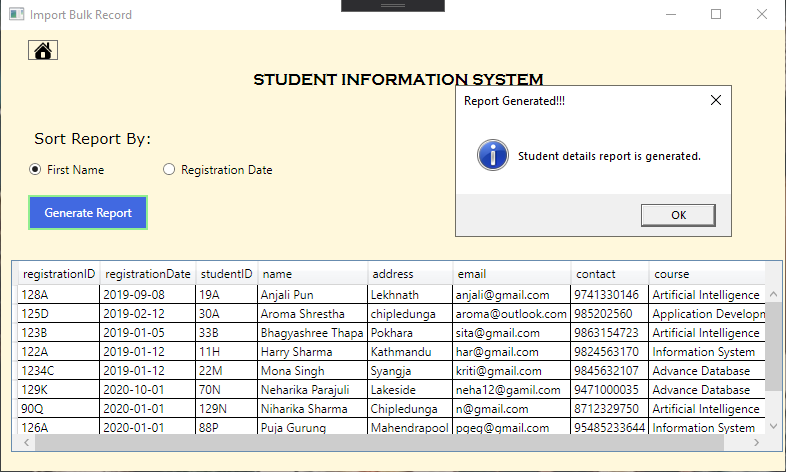 Import Bulk Record
STUDENT INFORMATION SYSTEM
Report Generated!!!
Student details report is generated.
OK
Sort Report By:
First Name Registration Date
Generate Report
registrationID registrationDate studentID name address email contact course
128A 2019-09-08 19A Anjali Pun Lekhnath anjali@gmail.com 9741330146 Artificial Intelligence
125D 2019-02-12 30A Aroma Shrestha chipledunga aroma@outlook.com 985202560 Application Developm
123B 2019-01-05 33B Bhagyashree Thapa Pokhara sita@gmail.com 9863154723 Artificial Intelligence
122A 2019-01-12 11H Harry Sharma Kathmandu har@gmail.com 9824563170 Information System
1234C 2019-01-12 22M Mona Singh Syangja kriti@gmail.com 9845632107 Advance Database
129K 2020-10-01 70N Neharika Parajuli Lakeside neha12@gamil.com 9471000035 Advance Database
90Q 2020-01-01 129N Niharika Sharma Chipledunga n@gmail.com 8712329750 Artificial Intelligence
126A 2020-01-01 88P Puja Gurung Mahendrapool pgeg@gmail.com 95485233644 Information System